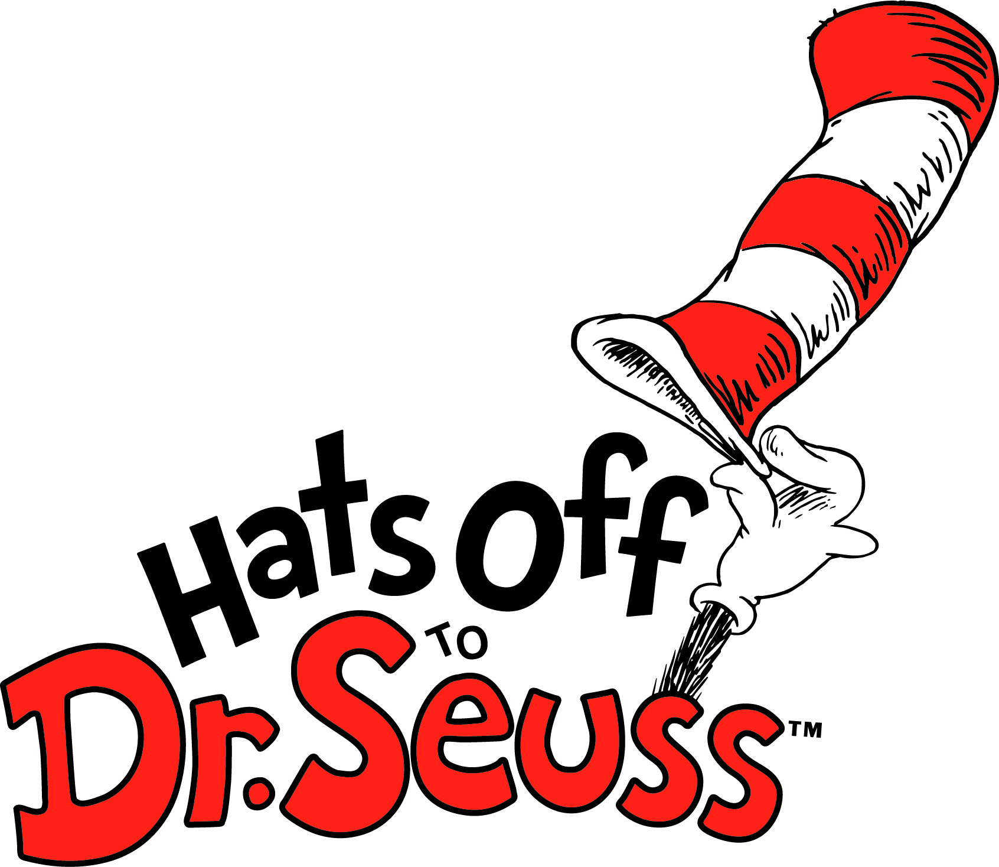 Hats Off
To
Dr. Seuss™